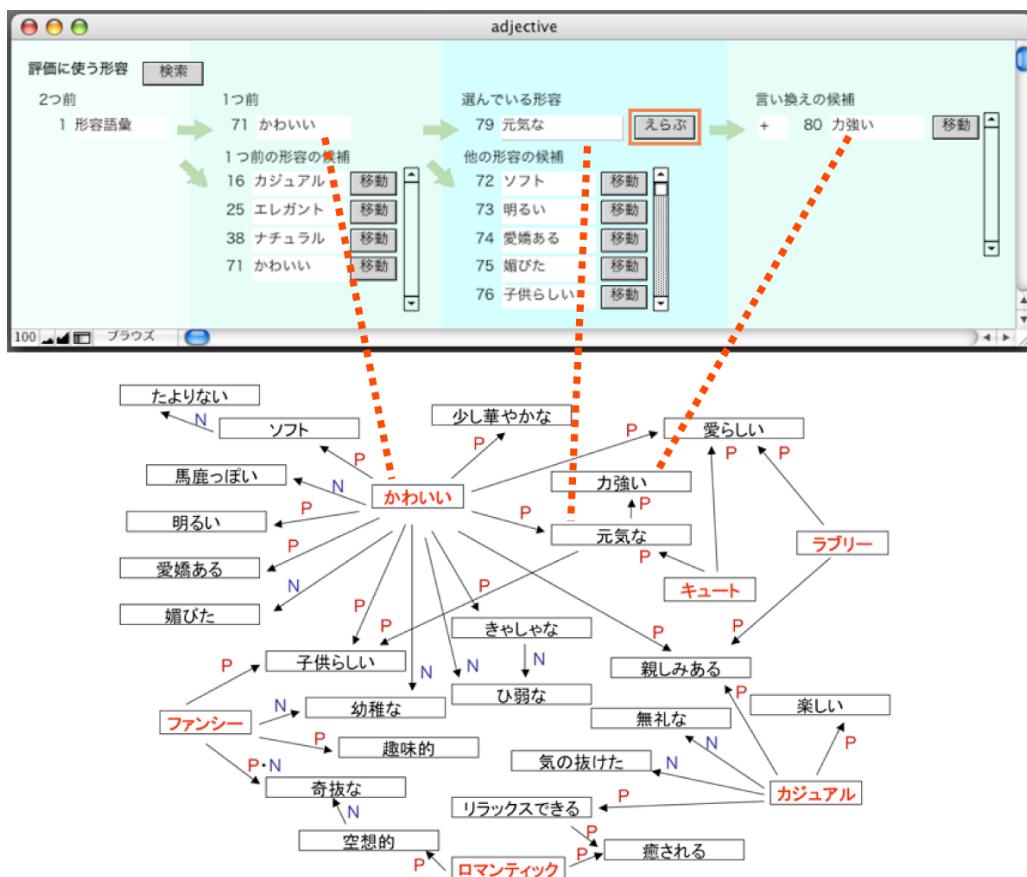 adjective
評価に使う形容 検索
2つ前 1つ前 選んでいる形容 言い換えの候補
1 形容語彙 71 かわいい 79 元気な えらぶ + 80 力強い 移動
1つ前の形容の候補 他の形容の候補
16 カジュアル 移動 72 ソフト 移動
25 エレガント 移動 73 明るい 移動
38 ナチュラル 移動 74 愛嬌ある 移動
71 かわいい 移動 75 媚びた 移動
76 子供らしい 移動
100 ブラウズ
たよりない
N
ソフト
少し華やかな
愛らしい
P
P
P
P
P
馬鹿っぽい
N
かわいい
力強い
P
明るい
P
P
元気な
ラブリー
愛嬌ある
P
P
キュート
媚びた
N
P
きゃしゃな
P
P
P
子供らしい
P
N
N
N
親しみある
P
ひ弱な
ファンシー
N
幼稚な
無礼な
楽しい
P
趣味的
N
P
P・N
気の抜けた
N
カジュアル
奇抜な
リラックスできる
P
N
空想的
P
P
癒される
P
ロマンティック